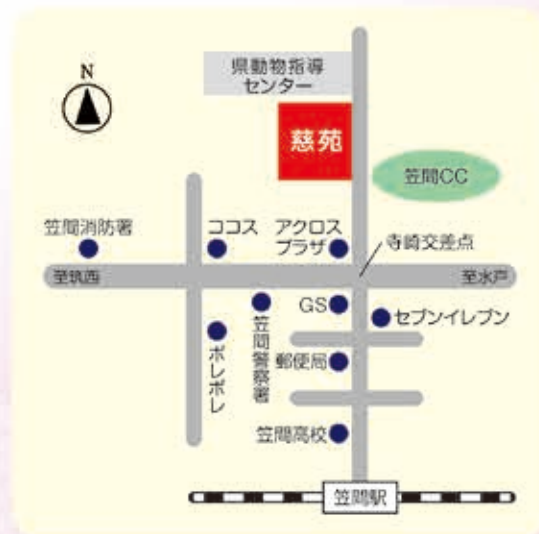 N
県動物指導
センター
慈苑
笠間CC
笠間消防署
ココス
アクロス
プラザ
寺崎交差点
至筑西
至水戸
GS
セブンイレブン
笠間警察署
ポレポレ
郵便局
笠間高校
笠間駅